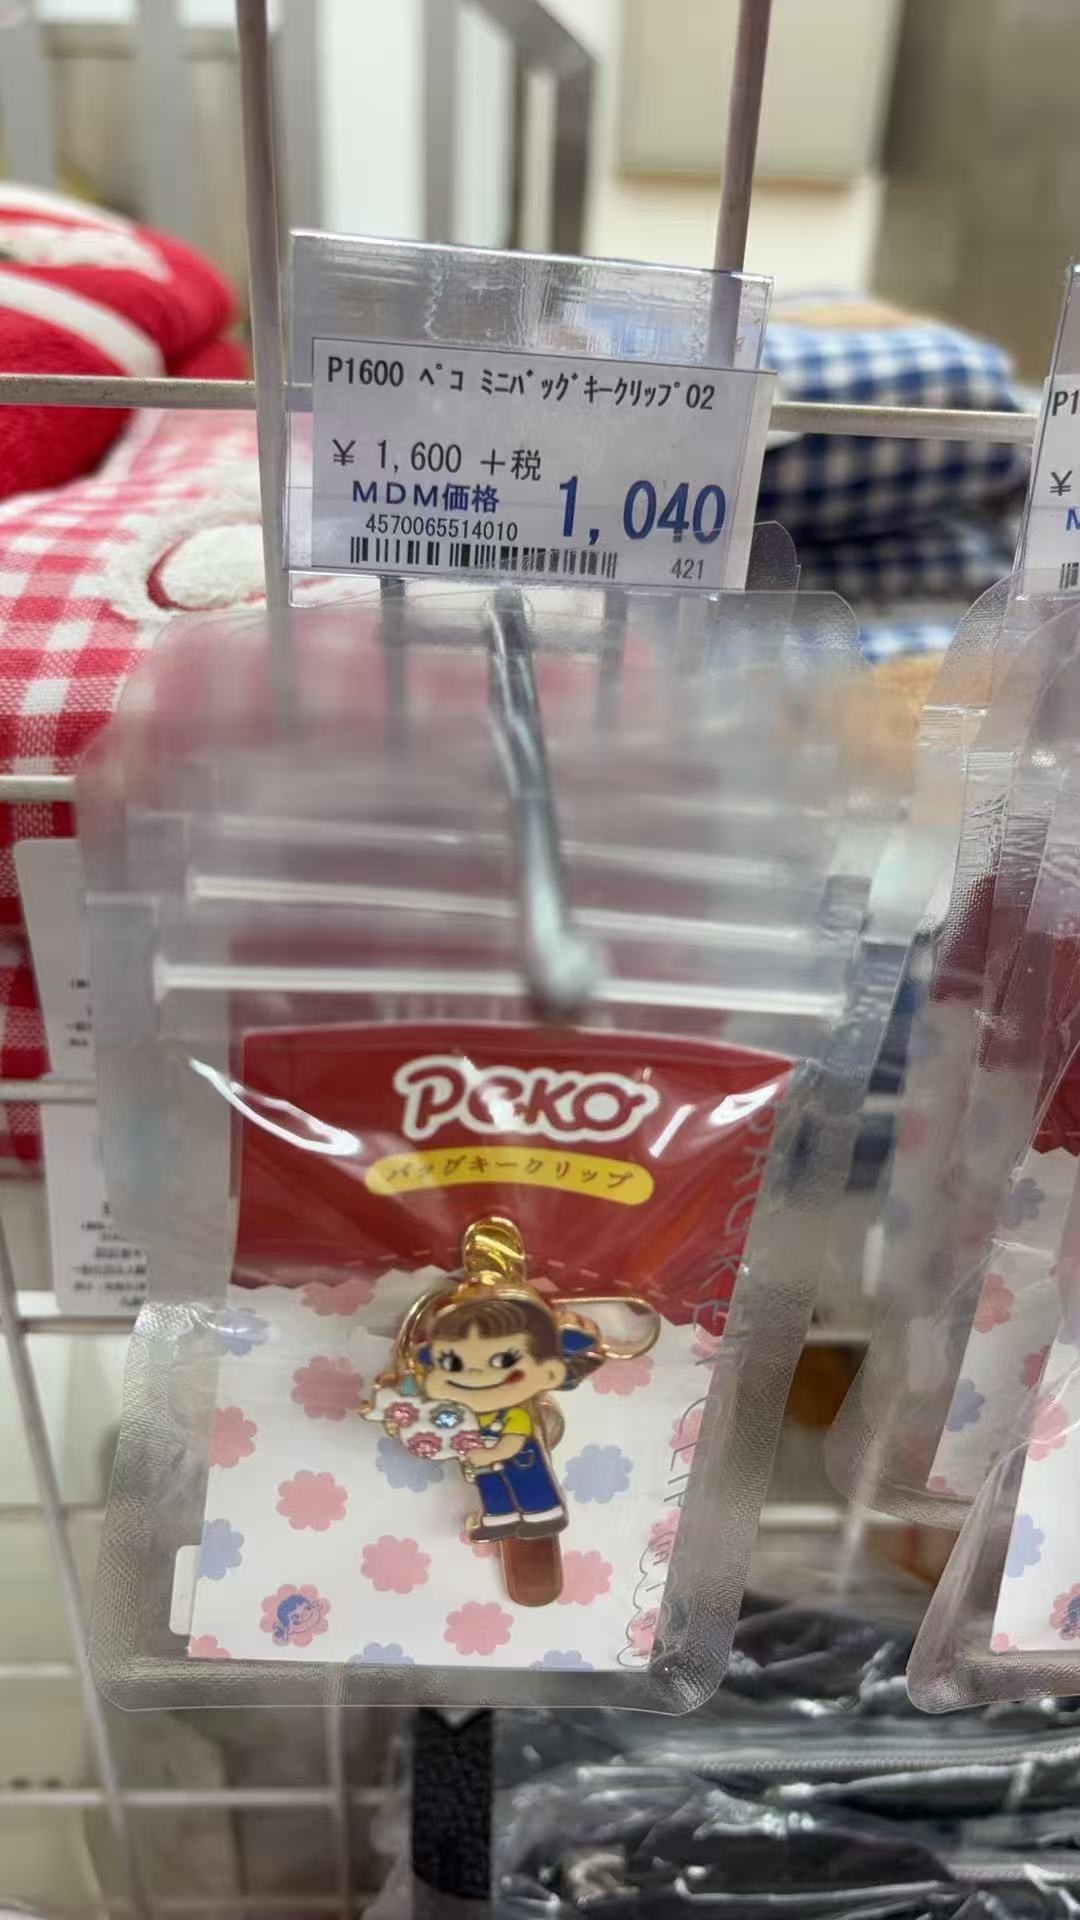 P1600 ペコ ミニバッグキークリップ02
¥ 1,600 +税
MDM価格 1,040
4570065514010
421
P1
¥
PEKO
バッグキークリップ